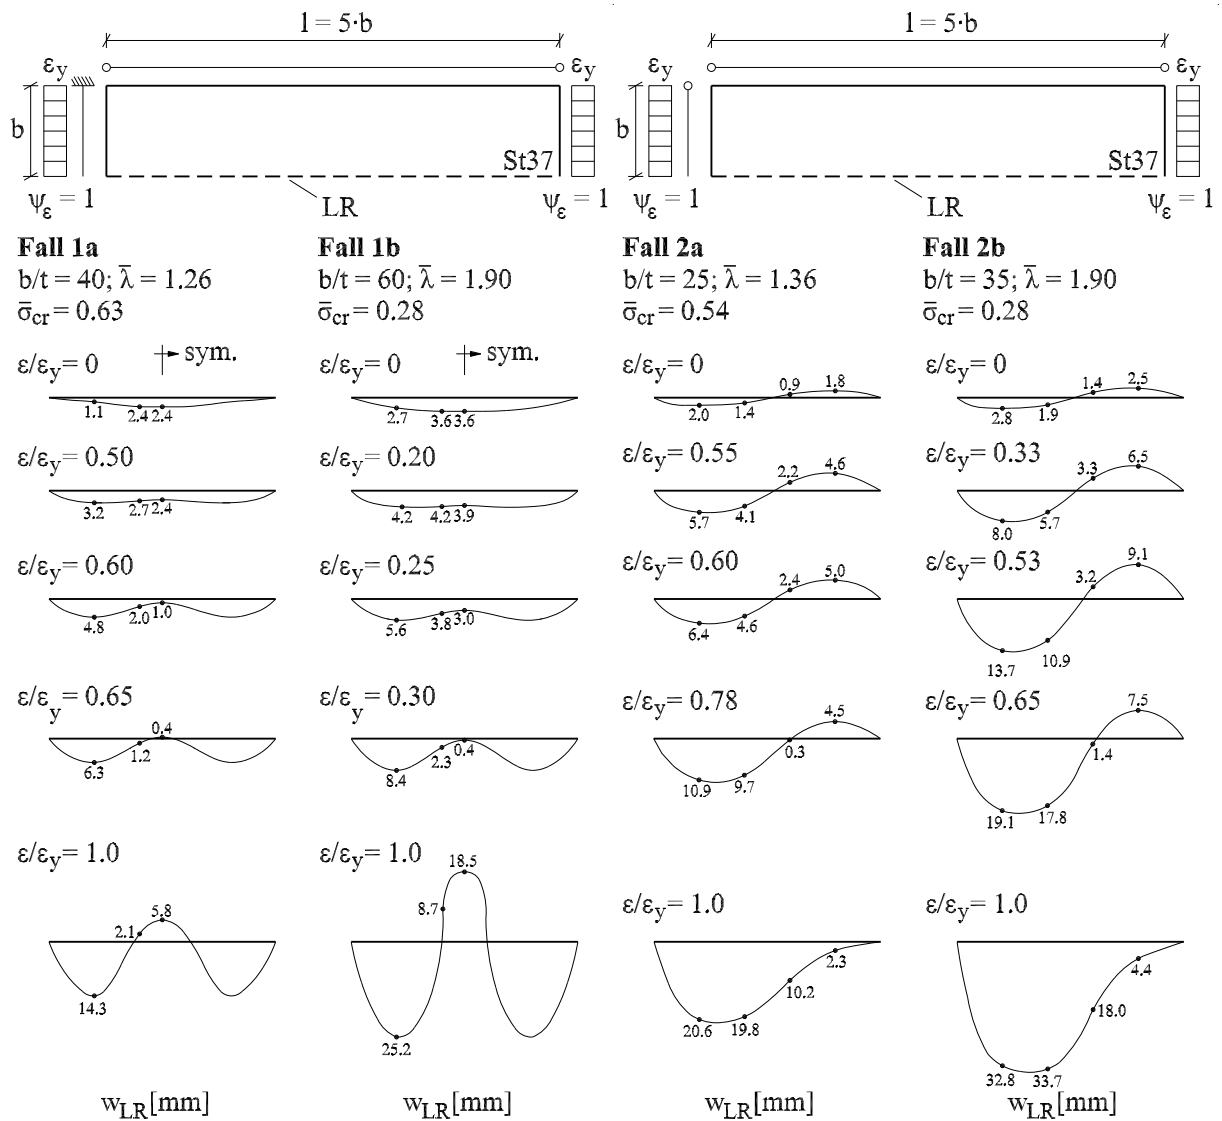 l = 5·b
l = 5·b
εy
εy
εy
εy
b
b
St37
St37
ψε = 1
LR
ψε = 1
ψε = 1
LR
ψε = 1
Fall 1a
b/t = 40; λ̄ = 1.26
σ̄cr = 0.63
ε/εy = 0
sym.
1.1
2.4 2.4
ε/εy = 0.50
3.2
2.7 2.4
ε/εy = 0.60
4.8
2.0 1.0
ε/εy = 0.65
0.4
1.2
6.3
ε/εy = 1.0
5.8
2.1
14.3
wLR[mm]
Fall 1b
b/t = 60; λ̄ = 1.90
σ̄cr = 0.28
ε/εy = 0
sym.
2.7
3.6 3.6
ε/εy = 0.20
4.2
4.2 3.9
ε/εy = 0.25
5.6
3.8 3.0
ε/εy = 0.30
0.4
2.3
8.4
ε/εy = 1.0
18.5
8.7
25.2
wLR[mm]
Fall 2a
b/t = 25; λ̄ = 1.36
σ̄cr = 0.54
ε/εy = 0
0.9 1.8
2.0 1.4
ε/εy = 0.55
2.2 4.6
5.7 4.1
ε/εy = 0.60
2.4 5.0
6.4 4.6
ε/εy = 0.78
4.5
0.3
10.9 9.7
ε/εy = 1.0
2.3
10.2
20.6 19.8
wLR[mm]
Fall 2b
b/t = 35; λ̄ = 1.90
σ̄cr = 0.28
ε/εy = 0
1.4 2.5
2.8 1.9
ε/εy = 0.33
3.3 6.5
8.0 5.7
ε/εy = 0.53
9.1
3.2
13.7 10.9
ε/εy = 0.65
7.5
1.4
19.1 17.8
ε/εy = 1.0
4.4
18.0
32.8 33.7
wLR[mm]